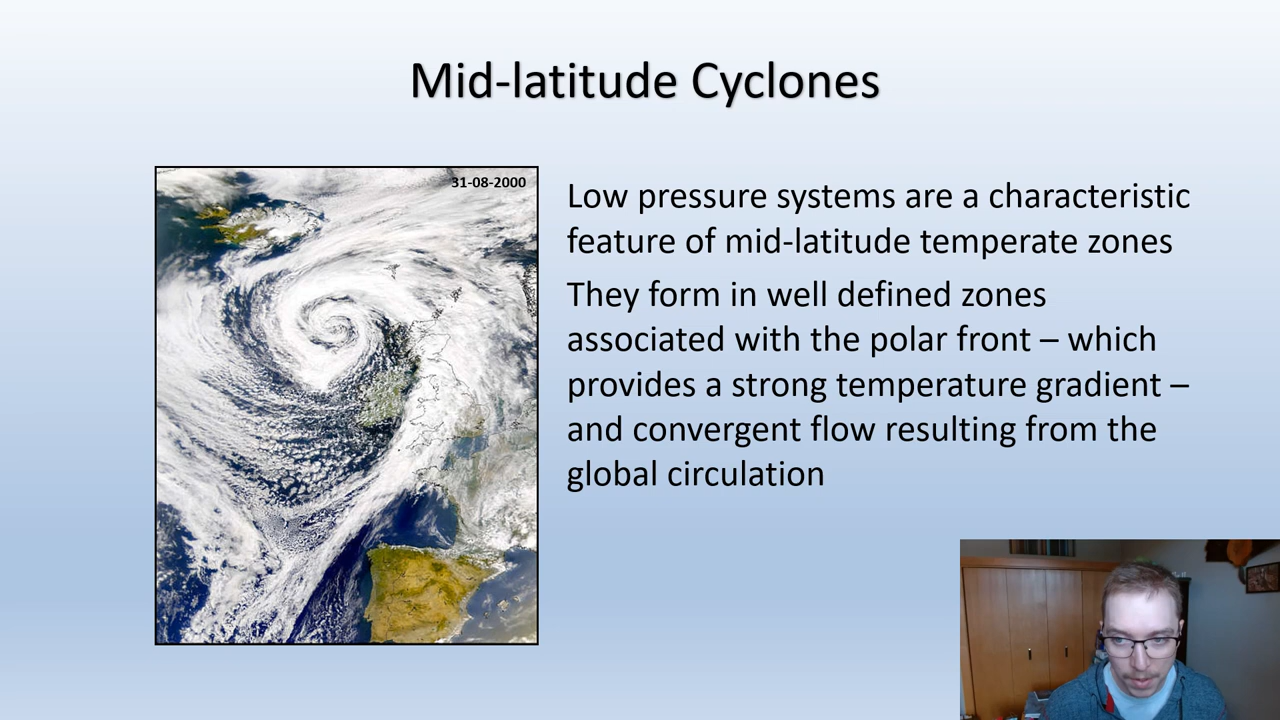 Mid-latitude Cyclones
31-08-2000
Low pressure systems are a characteristic
feature of mid-latitude temperate zones
They form in well defined zones
associated with the polar front – which
provides a strong temperature gradient –
and convergent flow resulting from the
global circulation